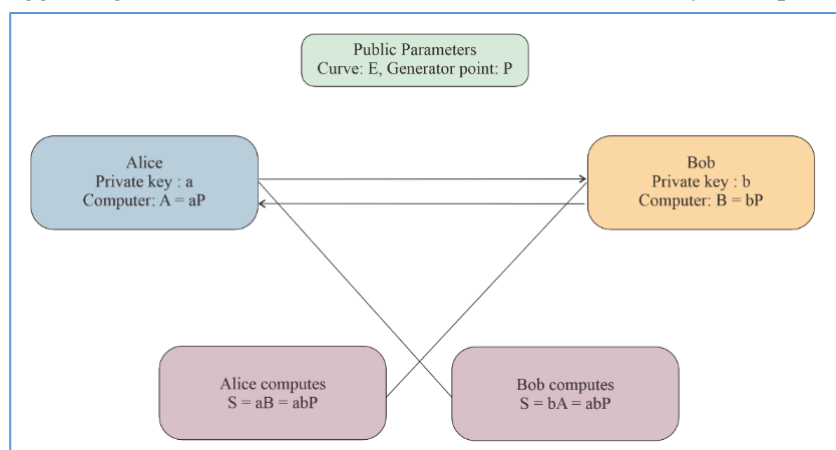 Public Parameters
Curve: E, Generator point: P
Alice
Private key : a
Computer: A = aP
Bob
Private key : b
Computer: B = bP
Alice computes
S = aB = abP
Bob computes
S = bA = abP